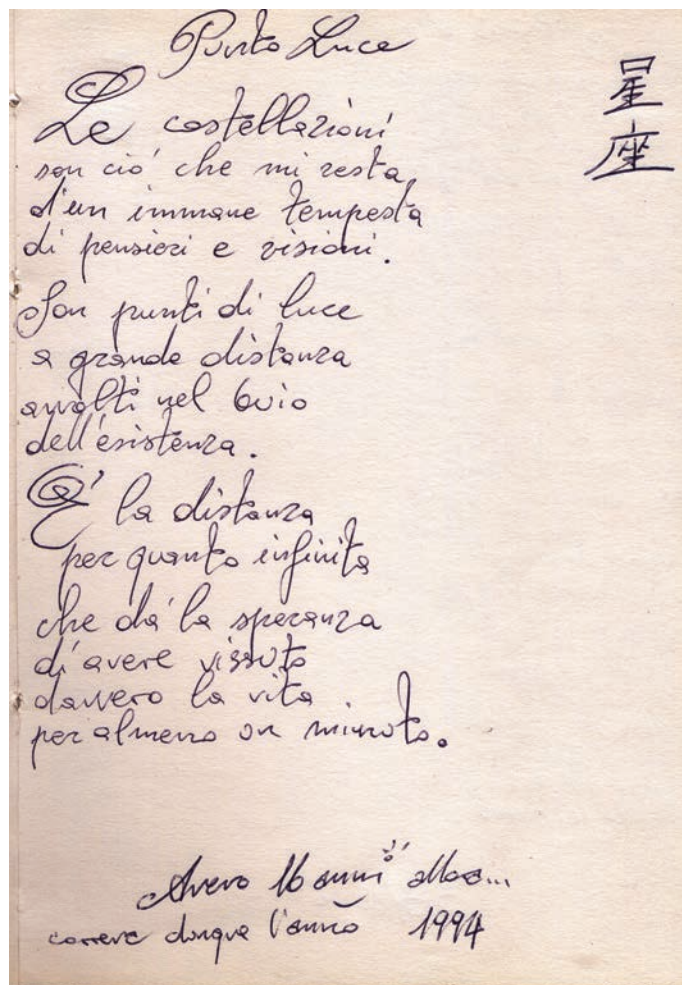 Punto Luce
星座
Le costellazioni
son ciò che mi resta
d'un immane tempesta
di pensieri e visioni.
Son punti di luce
a grande distanza
avvolti nel buio
dell'esistenza.
E' la distanza
per quanto infinita
che dà la speranza
di avere vissuto
davvero la vita
per almeno un minuto.
Avevo 16 anni allora...
correva dunque l'anno 1994